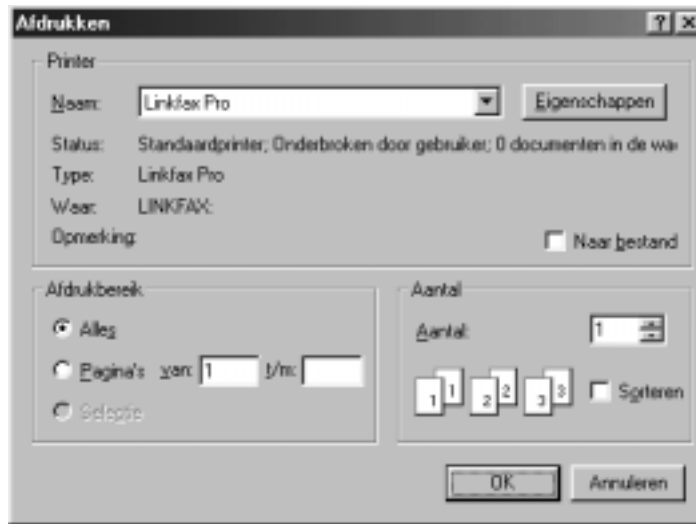 Afdrukken
Printer
Naam: Linkfax Pro Eigenschappen
Status: Standaardprinter; Onderbroken door gebruiker; 0 documenten in de wa
Type: Linkfax Pro
Waar: LINKFAX:
Opmerking:
Naar bestand
Afdrukbereik
Alles
Pagina's van: 1 t/m:
Selectie
Aantal
Aantal: 1
1 1 2 2 3 3 Sorteren
OK Annuleren